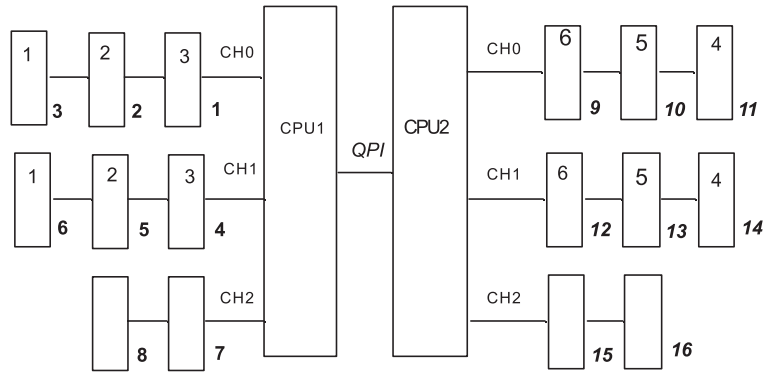 CH0 CH0
1 2 3 6 5 4
3 2 1 9 10 11
CPU1 QPI CPU2
CH1 CH1
1 2 3 6 5 4
6 5 4 12 13 14
CH2 CH2
8 7 15 16